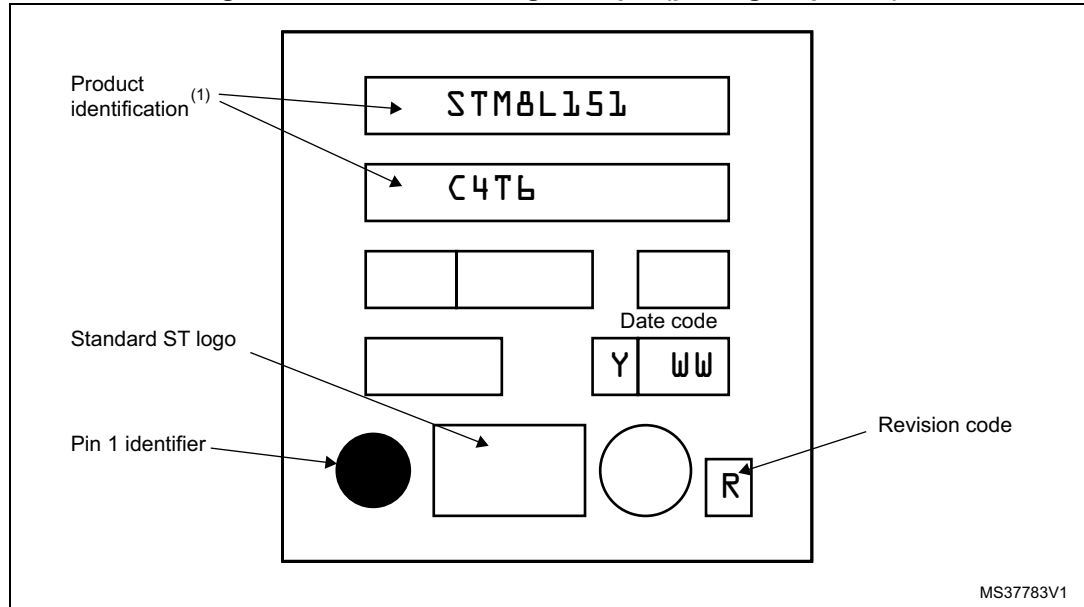 Product
identification (1)
STM8L151
C4T6
Date code
Standard ST logo
Y WW
Pin 1 identifier
Revision code
R
MS37783V1